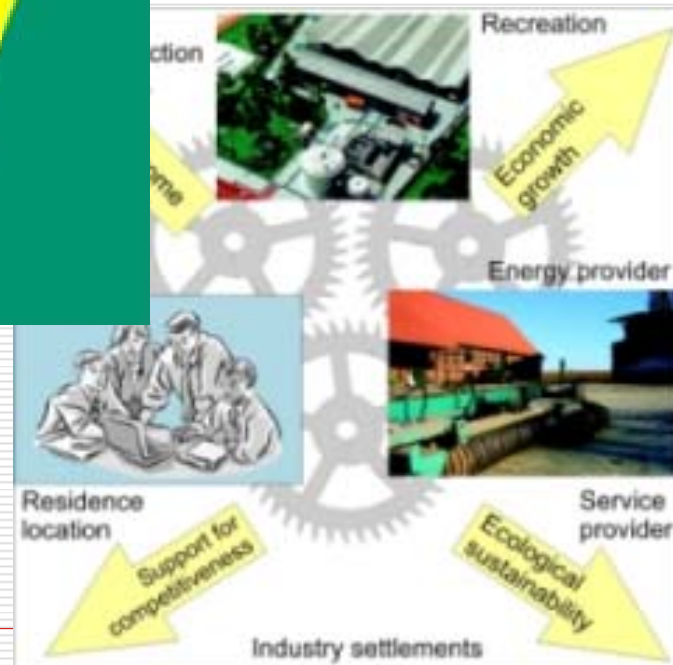 Recreation
ction
Economic
growth
ome
Energy provider
Residence
location
Service
provider
Support for
competitiveness
Ecological
sustainability
Industry settlements